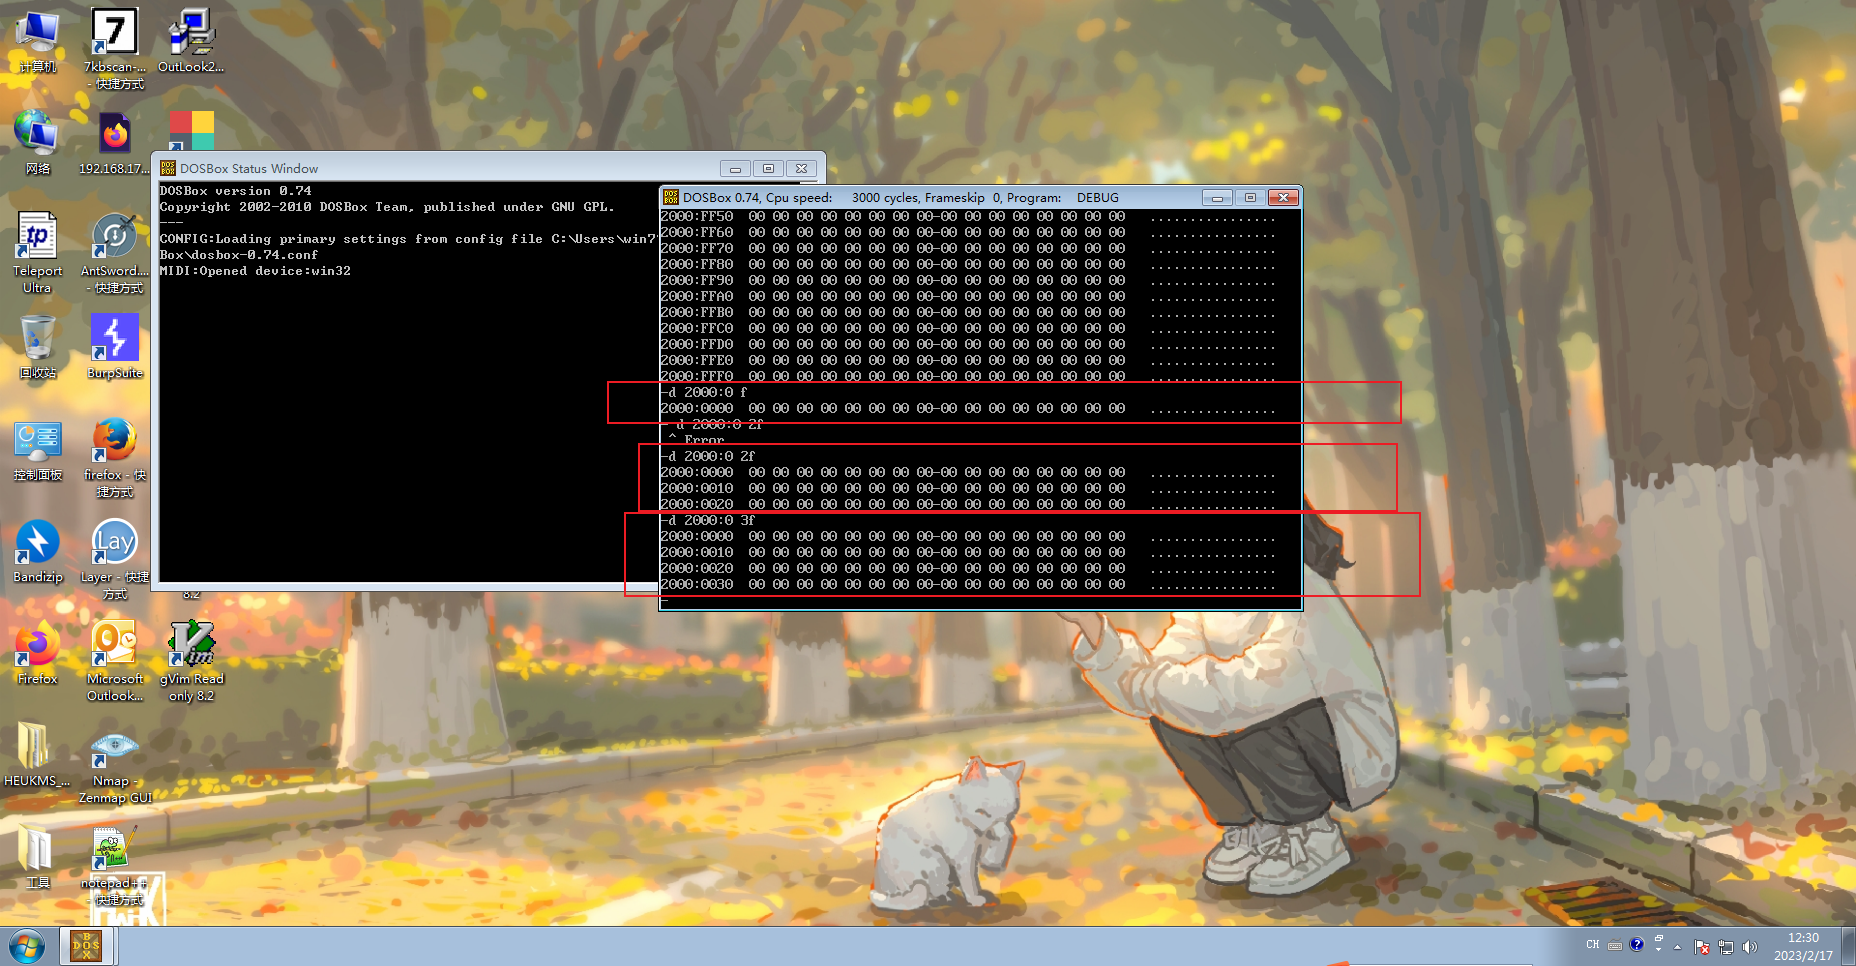 计算机
7kbscan-...
- 快捷方式
OutLook2...
网络
192.168.17...
Teleport
Ultra
AntSword....
- 快捷方式
回收站
BurpSuite
控制面板
firefox - 快
捷方式
Bandizip
Lay
Layer - 快捷
方式
8.2
Firefox
Microsoft
Outlook...
gVim Read
only 8.2
HEUKMS_...
Nmap -
Zenmap GUI
工具
notepad++
- 快捷方式
DOSBox Status Window
DOSBox version 0.74
Copyright 2002-2010 DOSBox Team, published under GNU GPL.
---
CONFIG:Loading primary settings from config file C:\Users\win7
Box\dosbox-0.74.conf
MIDI:Opened device:win32
DOSBox 0.74, Cpu speed: 3000 cycles, Frameskip 0, Program: DEBUG
2000:FF50 00 00 00 00 00 00 00 00-00 00 00 00 00 00 00 00 ................
2000:FF60 00 00 00 00 00 00 00 00-00 00 00 00 00 00 00 00 ................
2000:FF70 00 00 00 00 00 00 00 00-00 00 00 00 00 00 00 00 ................
2000:FF80 00 00 00 00 00 00 00 00-00 00 00 00 00 00 00 00 ................
2000:FF90 00 00 00 00 00 00 00 00-00 00 00 00 00 00 00 00 ................
2000:FFA0 00 00 00 00 00 00 00 00-00 00 00 00 00 00 00 00 ................
2000:FFB0 00 00 00 00 00 00 00 00-00 00 00 00 00 00 00 00 ................
2000:FFC0 00 00 00 00 00 00 00 00-00 00 00 00 00 00 00 00 ................
2000:FFD0 00 00 00 00 00 00 00 00-00 00 00 00 00 00 00 00 ................
2000:FFE0 00 00 00 00 00 00 00 00-00 00 00 00 00 00 00 00 ................
2000:FFF0 00 00 00 00 00 00 00 00-00 00 00 00 00 00 00 00 ................
-d 2000:0 f
2000:0000 00 00 00 00 00 00 00 00-00 00 00 00 00 00 00 00 ................
- d 2000:0 2f
^ Error
-d 2000:0 2f
2000:0000 00 00 00 00 00 00 00 00-00 00 00 00 00 00 00 00 ................
2000:0010 00 00 00 00 00 00 00 00-00 00 00 00 00 00 00 00 ................
2000:0020 00 00 00 00 00 00 00 00-00 00 00 00 00 00 00 00 ................
-d 2000:0 3f
2000:0000 00 00 00 00 00 00 00 00-00 00 00 00 00 00 00 00 ................
2000:0010 00 00 00 00 00 00 00 00-00 00 00 00 00 00 00 00 ................
2000:0020 00 00 00 00 00 00 00 00-00 00 00 00 00 00 00 00 ................
2000:0030 00 00 00 00 00 00 00 00-00 00 00 00 00 00 00 00 ................
-
CH
12:30
2023/2/17